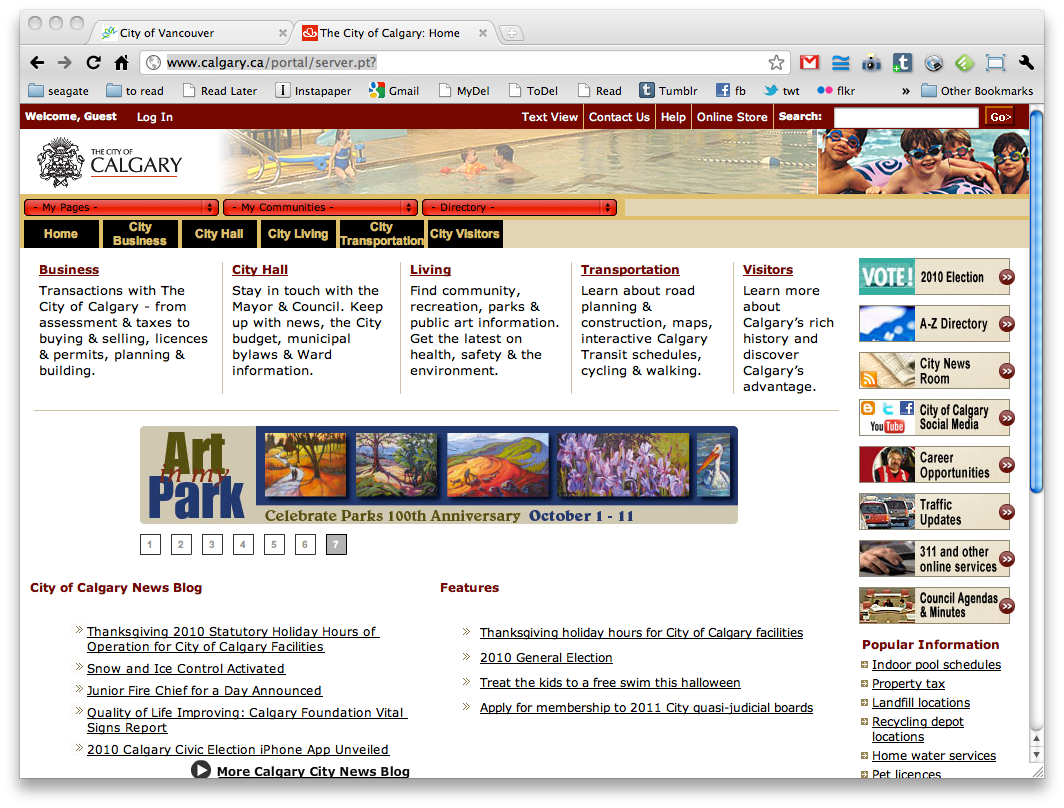 City of Vancouver
The City of Calgary: Home
www.calgary.ca/portal/server.pt?
seagate
to read
Read Later
Instapaper
Gmail
MyDel
ToDel
Read
Tumblr
fb
twt
flkr
»
Other Bookmarks
Welcome, Guest
Log In
Text View
Contact Us
Help
Online Store
Search:
Go>
THE CITY OF
CALGARY
- My Pages -
- My Communities -
- Directory -
Home
City
Business
City Hall
City Living
City
Transportation
City Visitors
Business
Transactions with The
City of Calgary - from
assessment & taxes to
buying & selling, licences
& permits, planning &
building.
City Hall
Stay in touch with the
Mayor & Council. Keep
up with news, the City
budget, municipal
bylaws & Ward
information.
Living
Find community,
recreation, parks &
public art information.
Get the latest on
health, safety & the
environment.
Transportation
Learn about road
planning &
construction, maps,
interactive Calgary
Transit schedules,
cycling & walking.
Visitors
Learn more
about
Calgary's rich
history and
discover
Calgary's
advantage.
VOTE!
2010 Election
A-Z Directory
City News
Room
You Tube
City of Calgary
Social Media
Career
Opportunities
Traffic
Updates
311 and other
online services
Council Agendas
& Minutes
Art
in my
Park
Celebrate Parks 100th Anniversary October 1 - 11
1 2 3 4 5 6 7
City of Calgary News Blog
Thanksgiving 2010 Statutory Holiday Hours of
Operation for City of Calgary Facilities
Snow and Ice Control Activated
Junior Fire Chief for a Day Announced
Quality of Life Improving: Calgary Foundation Vital
Signs Report
2010 Calgary Civic Election iPhone App Unveiled
More Calgary City News Blog
Features
Thanksgiving holiday hours for City of Calgary facilities
2010 General Election
Treat the kids to a free swim this halloween
Apply for membership to 2011 City quasi-judicial boards
Popular Information
Indoor pool schedules
Property tax
Landfill locations
Recycling depot
locations
Home water services
Pet licences